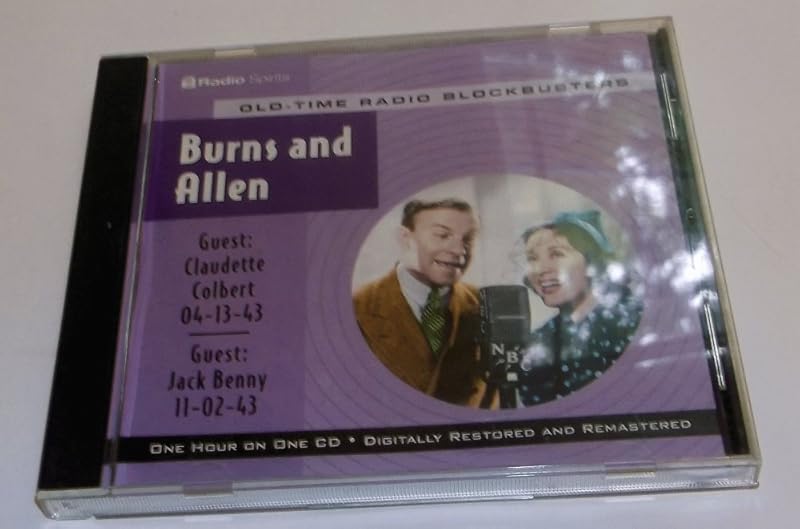 Radio Spirits
OLD-TIME RADIO BLOCKBUSTERS
Burns and
Allen
Guest:
Claudette
Colbert
04-13-43
Guest:
Jack Benny
11-02-43
NBC
ONE HOUR ON ONE CD • DIGITALLY RESTORED AND REMASTERED